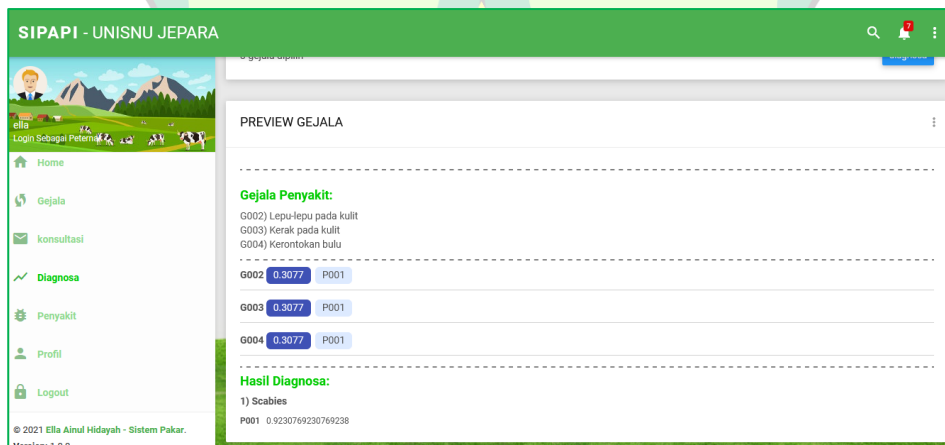 SIPAPI - UNISNU JEPARA
7
ella
Login Sebagai Peternak
Home
Gejala
konsultasi
Diagnosa
Penyakit
Profil
Logout
© 2021 Ella Ainul Hidayah - Sistem Pakar.
PREVIEW GEJALA
Gejala Penyakit:
G002) Lepu-lepu pada kulit
G003) Kerak pada kulit
G004) Kerontokan bulu
G002 0.3077 P001
G003 0.3077 P001
G004 0.3077 P001
Hasil Diagnosa:
1) Scabies
P001 0.9230769230769238